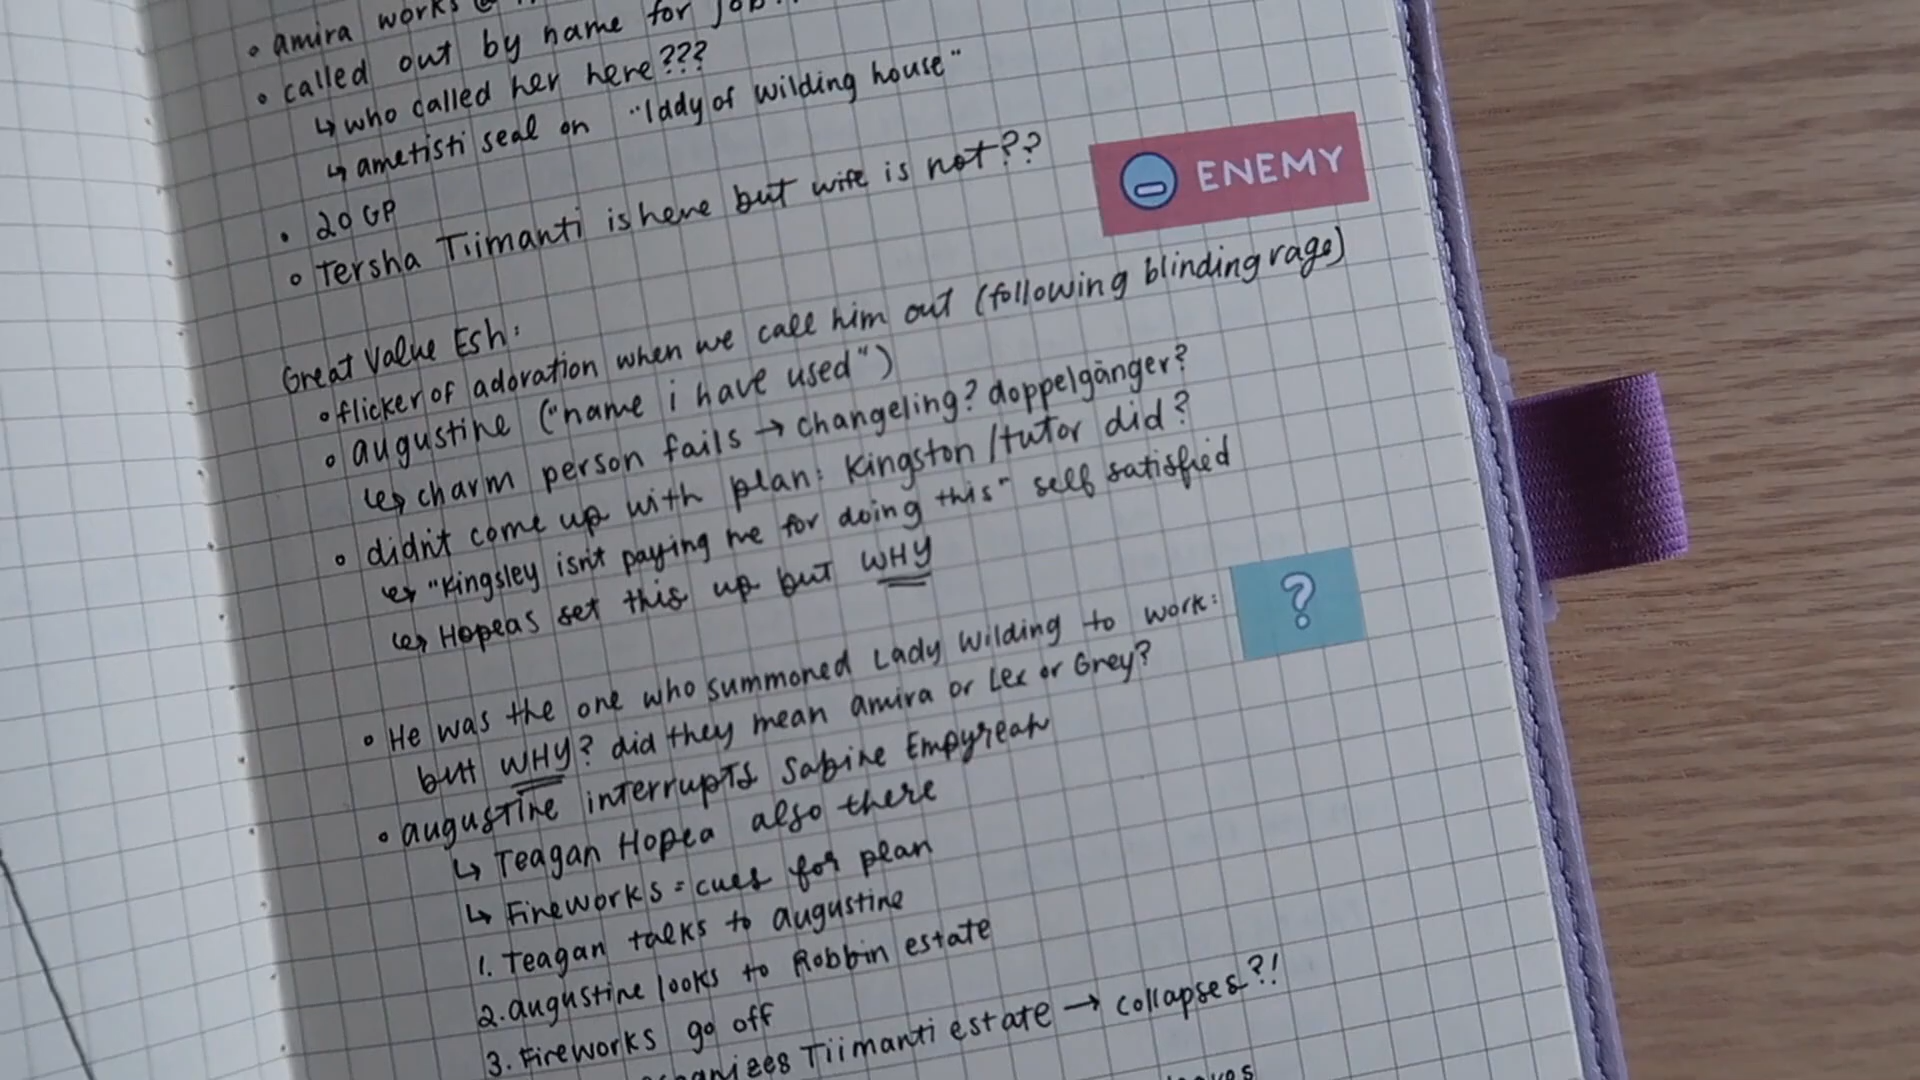 • amira works @
• called out by name for job
↳ who called her here???
↳ ametisti seal on "lady of wilding house"
• 20 GP
• Tersha Tiimanti is here but wife is not??
ENEMY
Great Value Esh:
• flicker of adoration when we call him out (following blinding rage)
• augustine ("name i have used")
↳ charm person fails → changeling? doppelgänger?
• didn't come up with plan: Kingston/tutor did?
↳ "Kingsley isn't paying me for doing this" self satisfied
↳ Hopeas set this up but WHY
?
• He was the one who summoned Lady Wilding to work:
but WHY? did they mean amira or Lex or Grey?
• augustine interrupts Sabine Empyrean
↳ Teagan Hopea also there
↳ Fireworks = cues for plan
1. Teagan talks to augustine
2. augustine looks to Robbin estate
3. Fireworks go off
Tiimanti estate → collapses?!